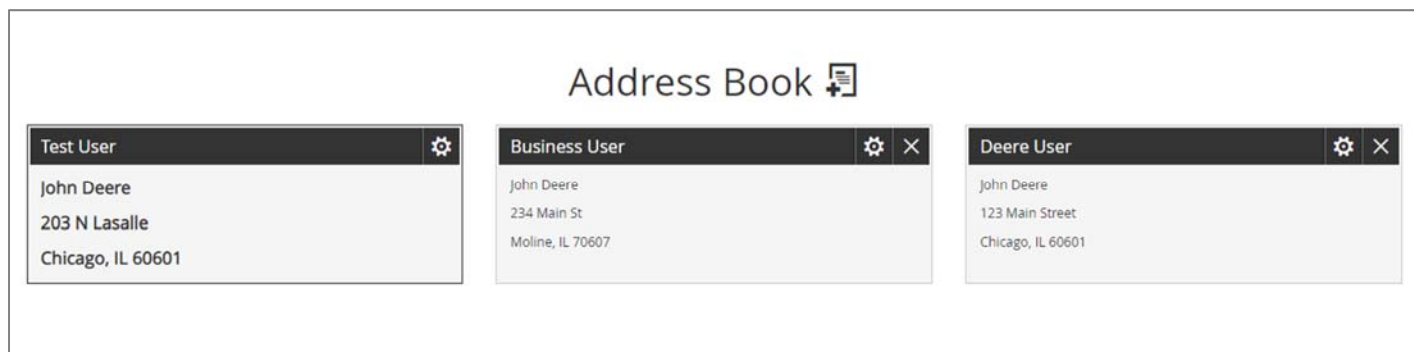 Address Book
Test User
John Deere
203 N Lasalle
Chicago, IL 60601
Business User
John Deere
234 Main St
Moline, IL 70607
Deere User
John Deere
123 Main Street
Chicago, IL 60601